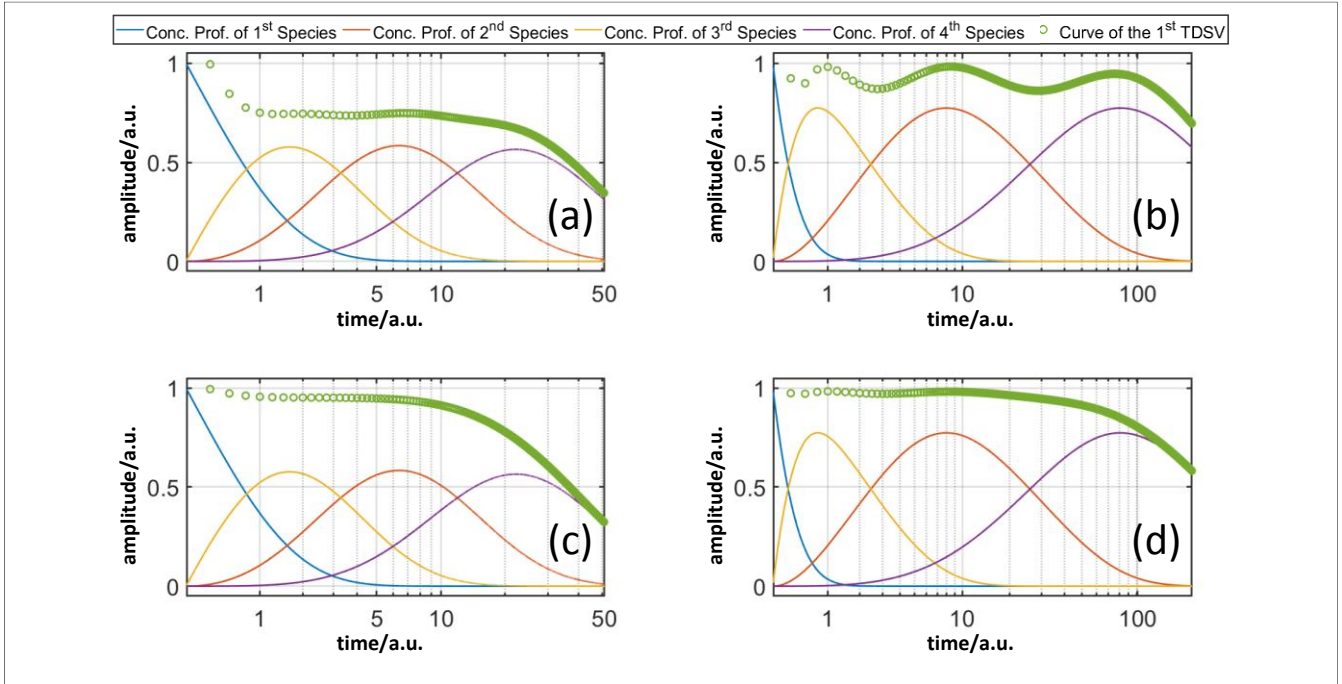 Conc. Prof. of 1st Species Conc. Prof. of 2nd Species Conc. Prof. of 3rd Species Conc. Prof. of 4th Species Curve of the 1st TDSV
1
0.5
0
amplitude/a.u.
(a)
1 5 10 50
time/a.u.
1
0.5
0
amplitude/a.u.
(b)
1 10 100
time/a.u.
1
0.5
0
amplitude/a.u.
(c)
1 5 10 50
time/a.u.
1
0.5
0
amplitude/a.u.
(d)
1 10 100
time/a.u.